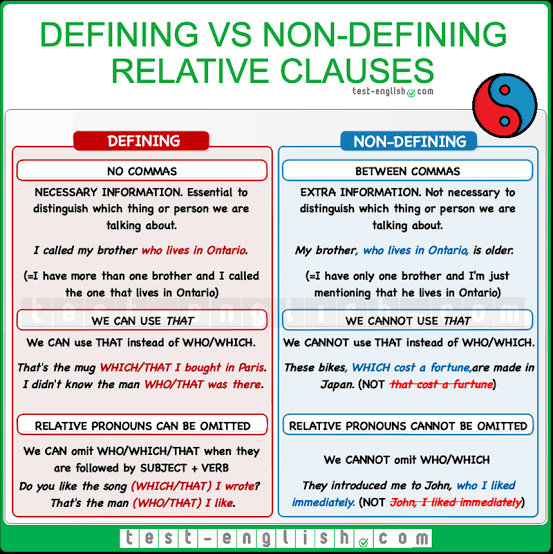 DEFINING VS NON-DEFINING
RELATIVE CLAUSES
test-english.com
DEFINING
NO COMMAS
NECESSARY INFORMATION. Essential to
distinguish which thing or person we are
talking about.
I called my brother who lives in Ontario.
(=I have more than one brother and I called
the one that lives in Ontario)
WE CAN USE THAT
We CAN use THAT instead of WHO/WHICH.
That's the mug WHICH/THAT I bought in Paris.
I didn't know the man WHO/THAT was there.
RELATIVE PRONOUNS CAN BE OMITTED
We CAN omit WHO/WHICH/THAT when they
are followed by SUBJECT + VERB
Do you like the song (WHICH/THAT) I wrote?
That's the man (WHO/THAT) I like.
NON-DEFINING
BETWEEN COMMAS
EXTRA INFORMATION. Not necessary to
distinguish which thing or person we are
talking about.
My brother, who lives in Ontario, is older.
(=I have only one brother and I'm just
mentioning that he lives in Ontario)
WE CANNOT USE THAT
We CANNOT use THAT instead of WHO/WHICH.
These bikes, WHICH cost a fortune,are made in
Japan. (NOT that cost a furtune)
RELATIVE PRONOUNS CANNOT BE OMITTED
We CANNOT omit WHO/WHICH
They introduced me to John, who I liked
immediately. (NOT John, I liked immediately)
test-english.com
test-english.com